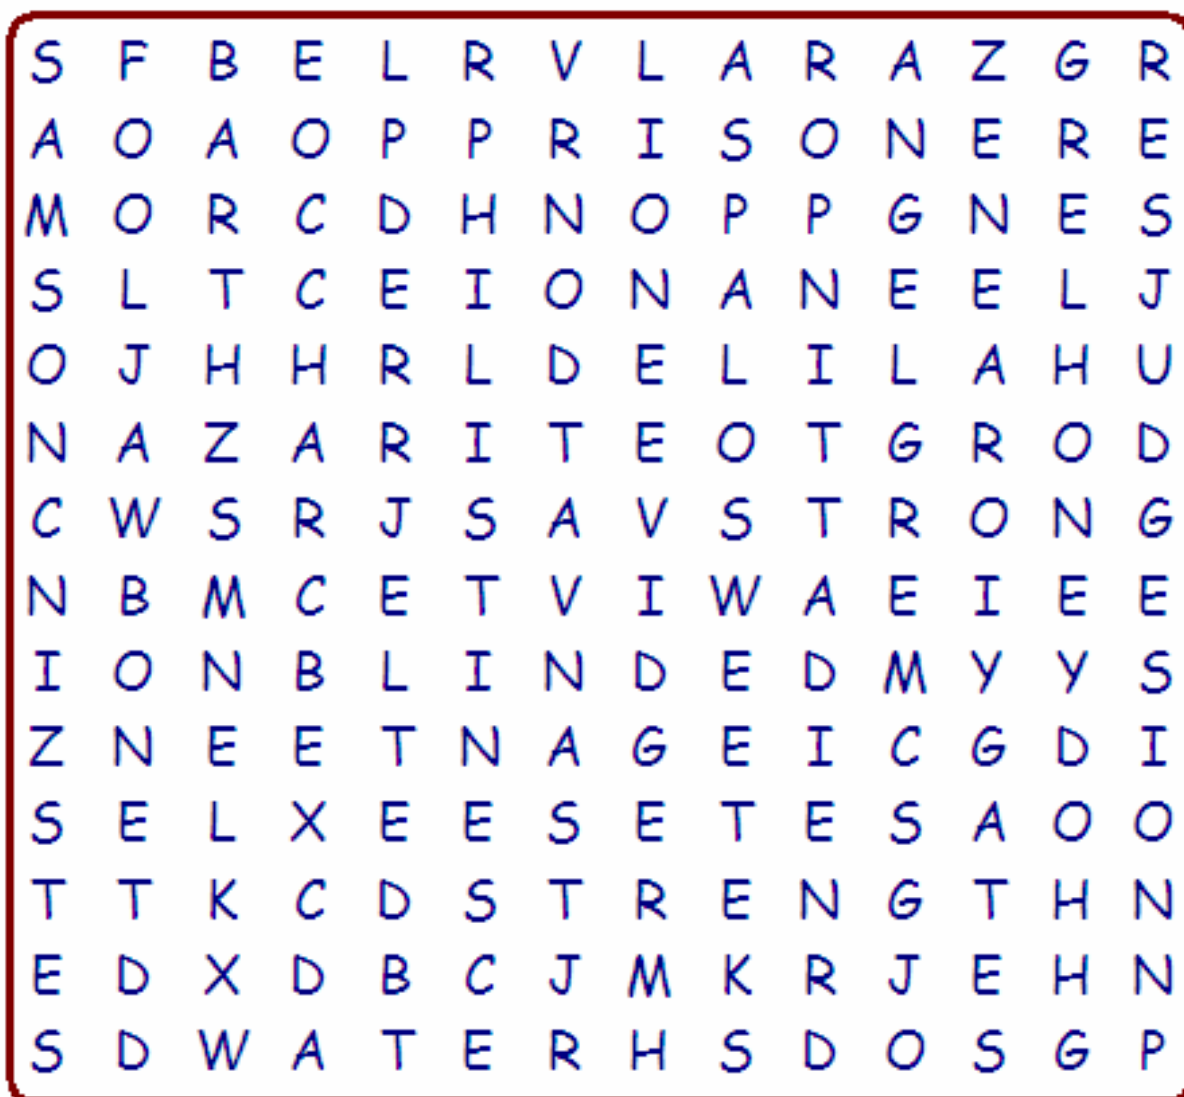 S F B E L R V L A R A Z G R
A O A O P P R I S O N E R E
M O R C D H N O P P G N E S
S L T C E I O N A N E E L J
O J H H R L D E L I L A H U
N A Z A R I T E O T G R O D
C W S R J S A V S T R O N G
N B M C E T V I W A E I E E
I O N B L I N D E D M Y Y S
Z N E E T N A G E I C G D I
S E L X E E S E T E S A O O
T T K C D S T R E N G T H N
E D X D B C J M K R J E H N
S D W A T E R H S D O S G P